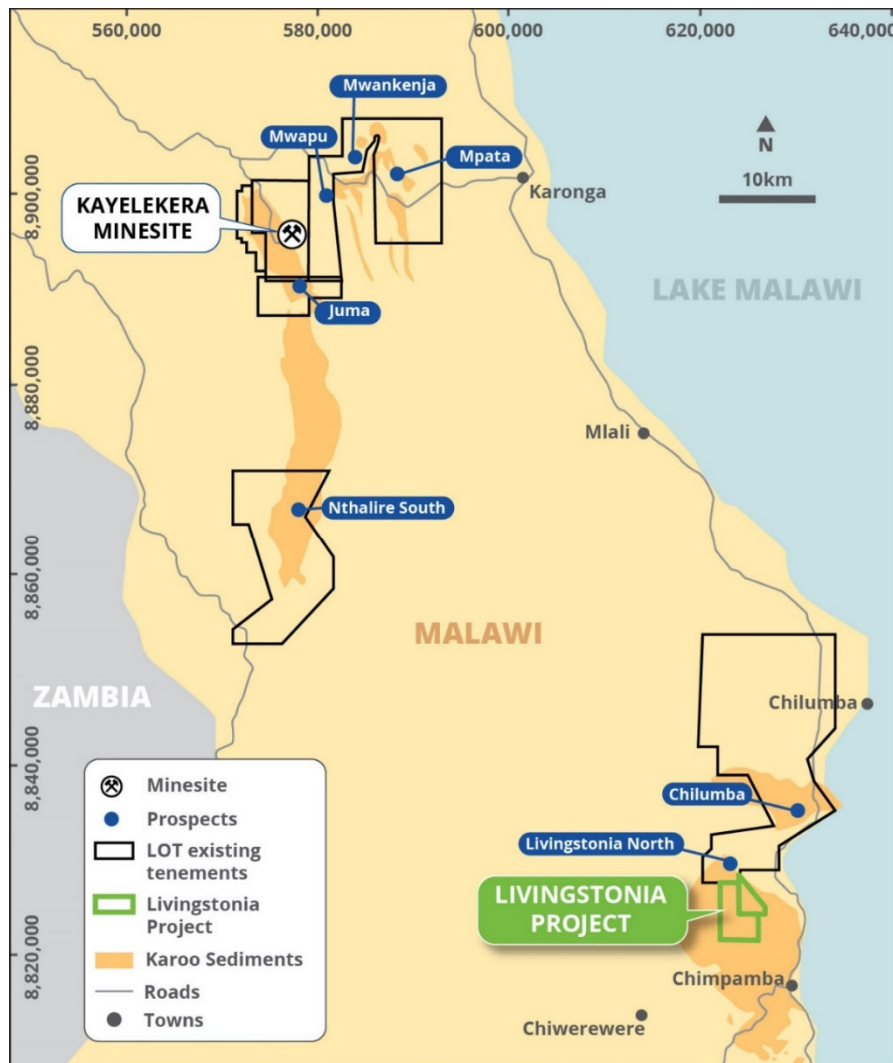 560,000
580,000
600,000
620,000
640,000
8,900,000
8,880,000
8,860,000
8,840,000
8,820,000
Mwankenja
Mwapu
Mpata
N
10km
Karonga
KAYELEKERA
MINESITE
LAKE MALAWI
Juma
Mlali
Nthalire South
MALAWI
ZAMBIA
Chilumba
Chilumba
Livingstonia North
LIVINGSTONIA
PROJECT
Chimpamba
Chiwerewere
Minesite
Prospects
LOT existing
tenements
Livingstonia
Project
Karoo Sediments
Roads
Towns